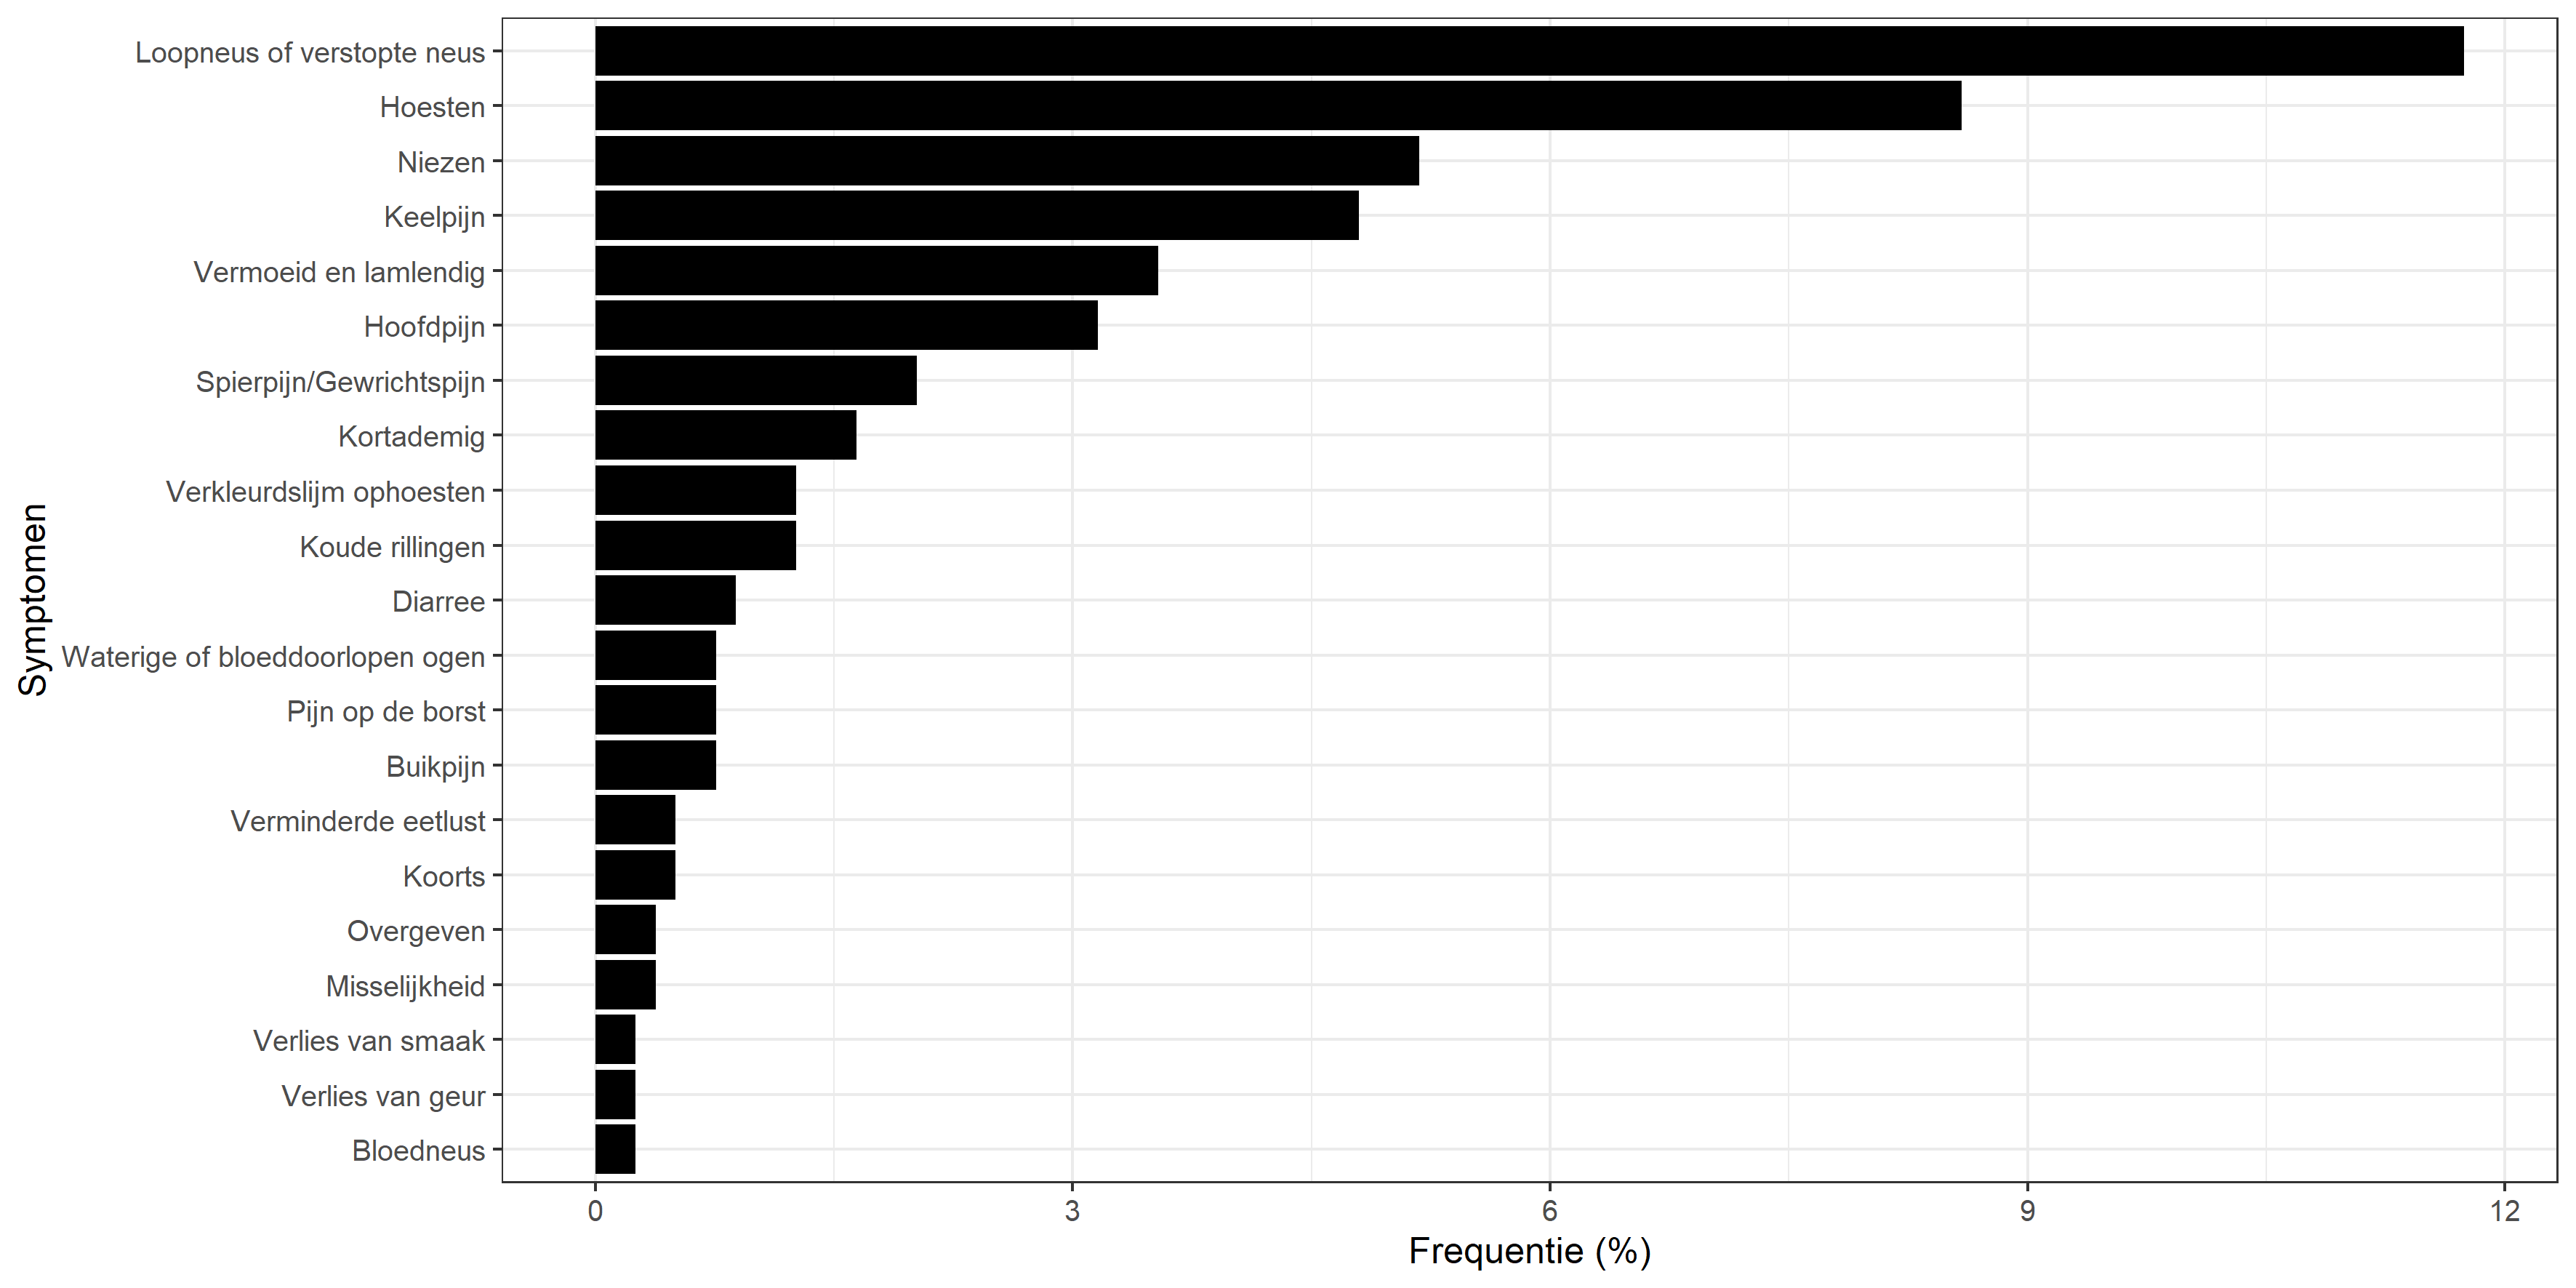 Loopneus of verstopte neus
Hoesten
Niezen
Keelpijn
Vermoeid en lamlendig
Hoofdpijn
Spierpijn/Gewrichtspijn
Kortademig
Verkleurdslijm ophoesten
Koude rillingen
Diarree
Waterige of bloeddoorlopen ogen
Pijn op de borst
Buikpijn
Verminderde eetlust
Koorts
Overgeven
Misselijkheid
Verlies van smaak
Verlies van geur
Bloedneus
Symptomen
0 3 6 9 12
Frequentie (%)